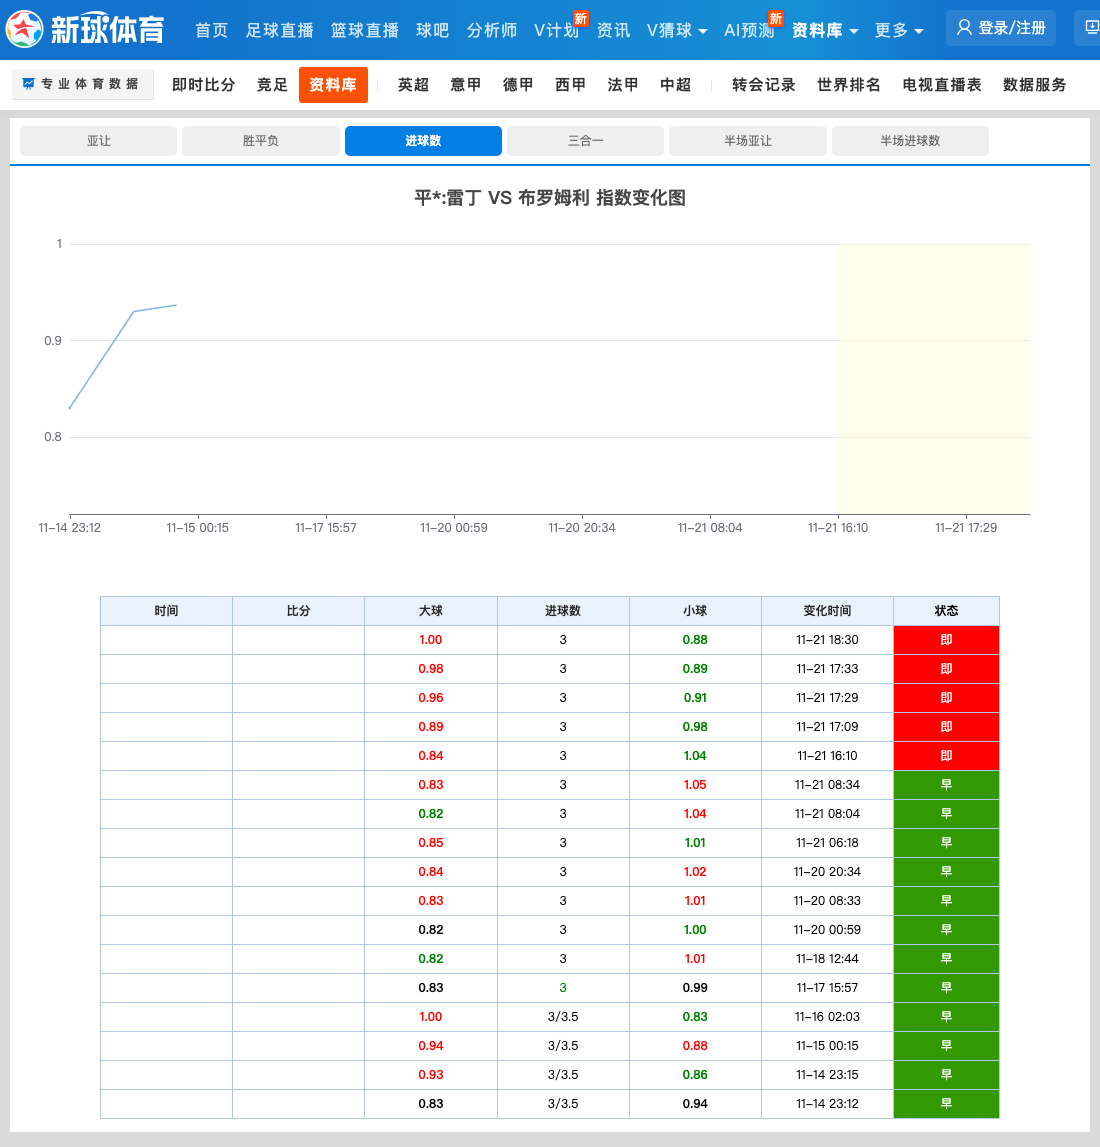 新球体育 首页 足球直播 篮球直播 球吧 分析师 V计划 新 资讯 V猜球 AI预测 新 资料库 更多 登录/注册
专业体育数据 即时比分 竞足 资料库 英超 意甲 德甲 西甲 法甲 中超 转会记录 世界排名 电视直播表 数据服务
亚让 胜平负 进球数 三合一 半场亚让 半场进球数
平*:雷丁 VS 布罗姆利 指数变化图
1
0.9
0.8
11-14 23:12 11-15 00:15 11-17 15:57 11-20 00:59 11-20 20:34 11-21 08:04 11-21 16:10 11-21 17:29
时间 比分 大球 进球数 小球 变化时间 状态
1.00 3 0.88 11-21 18:30 即
0.98 3 0.89 11-21 17:33 即
0.96 3 0.91 11-21 17:29 即
0.89 3 0.98 11-21 17:09 即
0.84 3 1.04 11-21 16:10 即
0.83 3 1.05 11-21 08:34 早
0.82 3 1.04 11-21 08:04 早
0.85 3 1.01 11-21 06:18 早
0.84 3 1.02 11-20 20:34 早
0.83 3 1.01 11-20 08:33 早
0.82 3 1.00 11-20 00:59 早
0.82 3 1.01 11-18 12:44 早
0.83 3 0.99 11-17 15:57 早
1.00 3/3.5 0.83 11-16 02:03 早
0.94 3/3.5 0.88 11-15 00:15 早
0.93 3/3.5 0.86 11-14 23:15 早
0.83 3/3.5 0.94 11-14 23:12 早